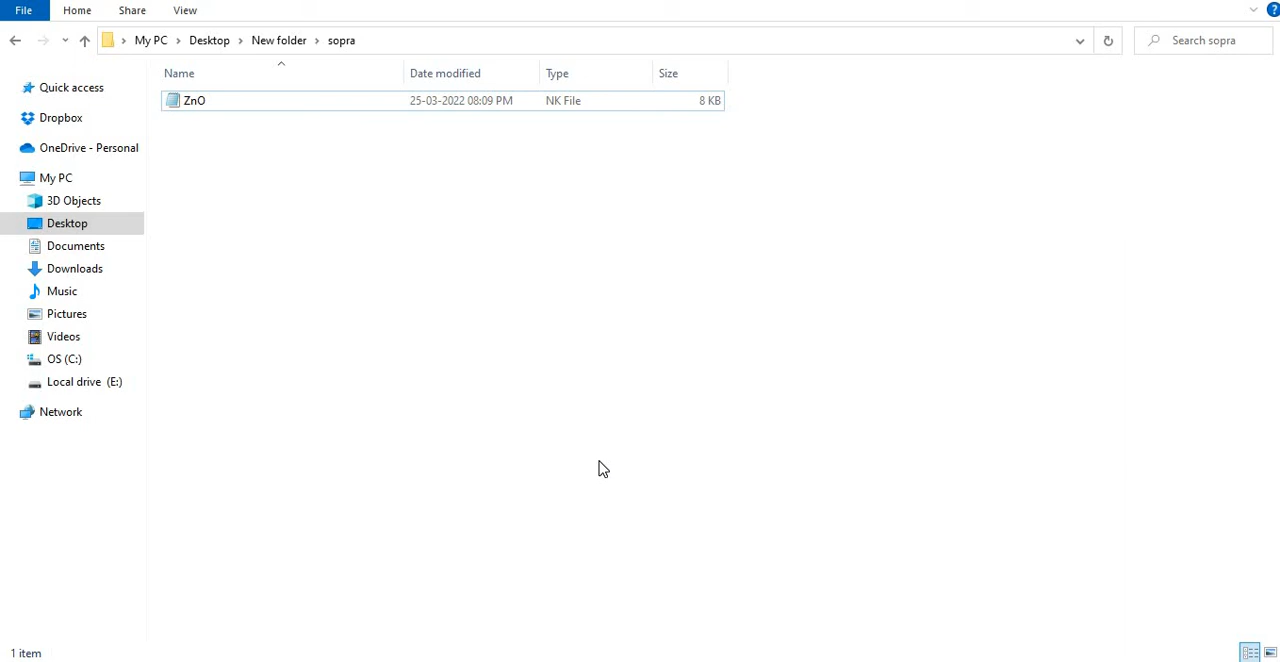 File Home Share View
My PC Desktop New folder sopra
Search sopra
Name Date modified Type Size
ZnO 25-03-2022 08:09 PM NK File 8 KB
Quick access
Dropbox
OneDrive - Personal
My PC
3D Objects
Desktop
Documents
Downloads
Music
Pictures
Videos
OS (C:)
Local drive (E:)
Network
1 item